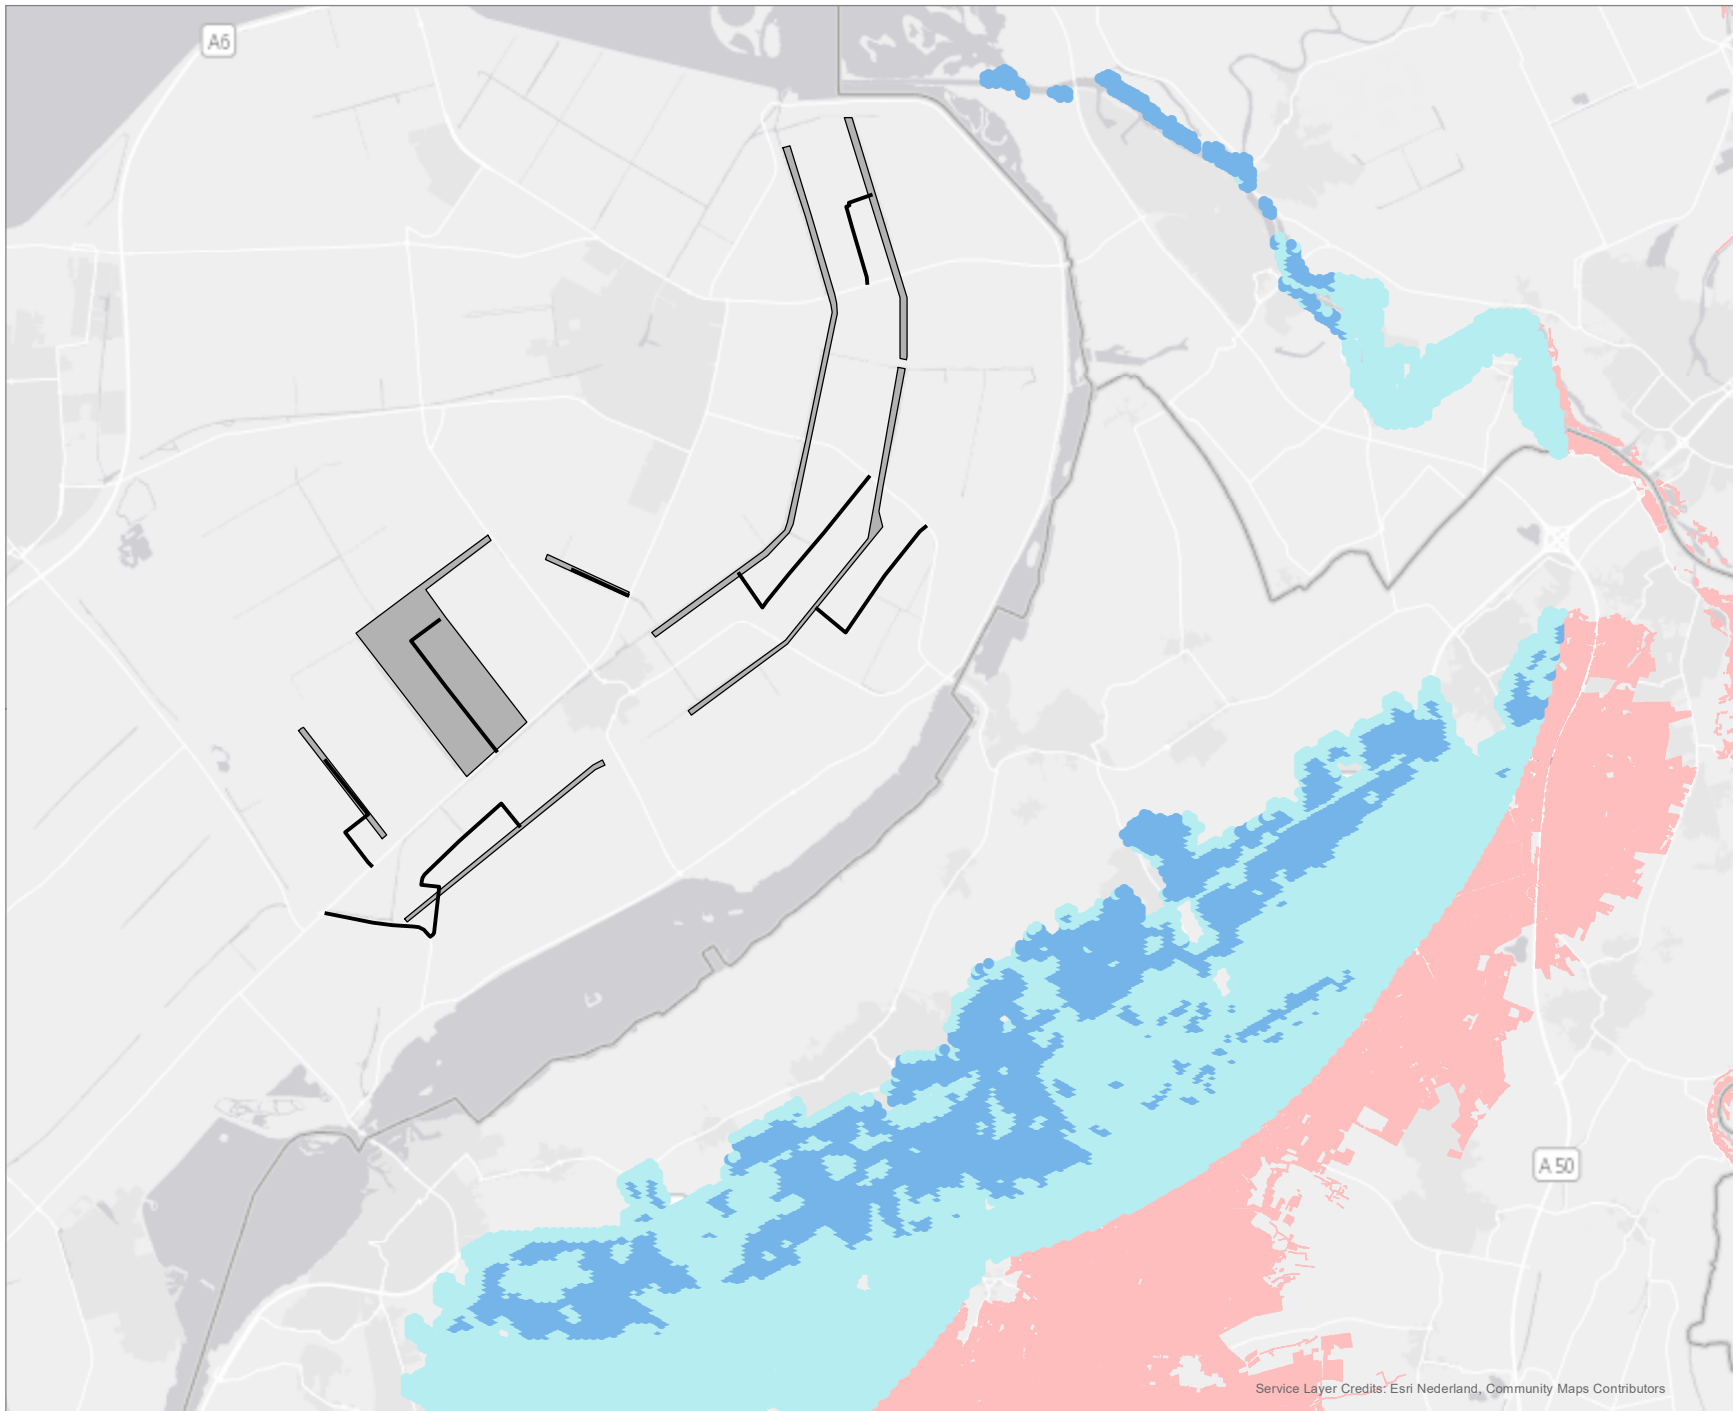 A6
A 50
Service Layer Credits: Esri Nederland, Community Maps Contributors